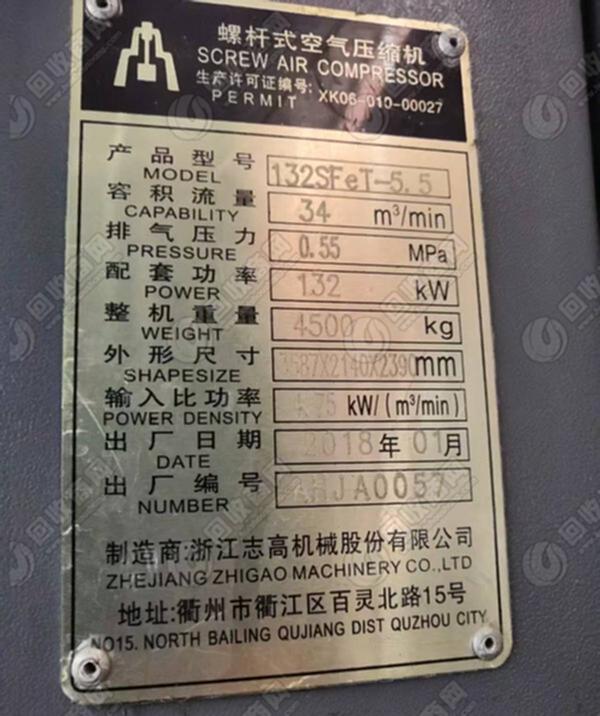 螺杆式空气压缩机
SCREW AIR COMPRESSOR
生产许可证编号:
PERMIT XK06-010-00027
产品型号
MODEL 132SFeT-5.5
容积流量
CAPABILITY 34 m³/min
排气压力
PRESSURE 0.55 MPa
配套功率
POWER 132 kW
整机重量
WEIGHT 4500 kg
外形尺寸
SHAPESIZE 3587X2140X2390 mm
输入比功率
POWER DENSITY kW/(m³/min)
出厂日期
DATE 2018年01月
出厂编号
NUMBER
制造商:浙江志高机械股份有限公司
ZHEJIANG ZHIGAO MACHINERY CO.,LTD
地址:衢州市衢江区百灵北路15号
NO15. NORTH BAILING QUJIANG DIST QUZHOU CITY
回收商网